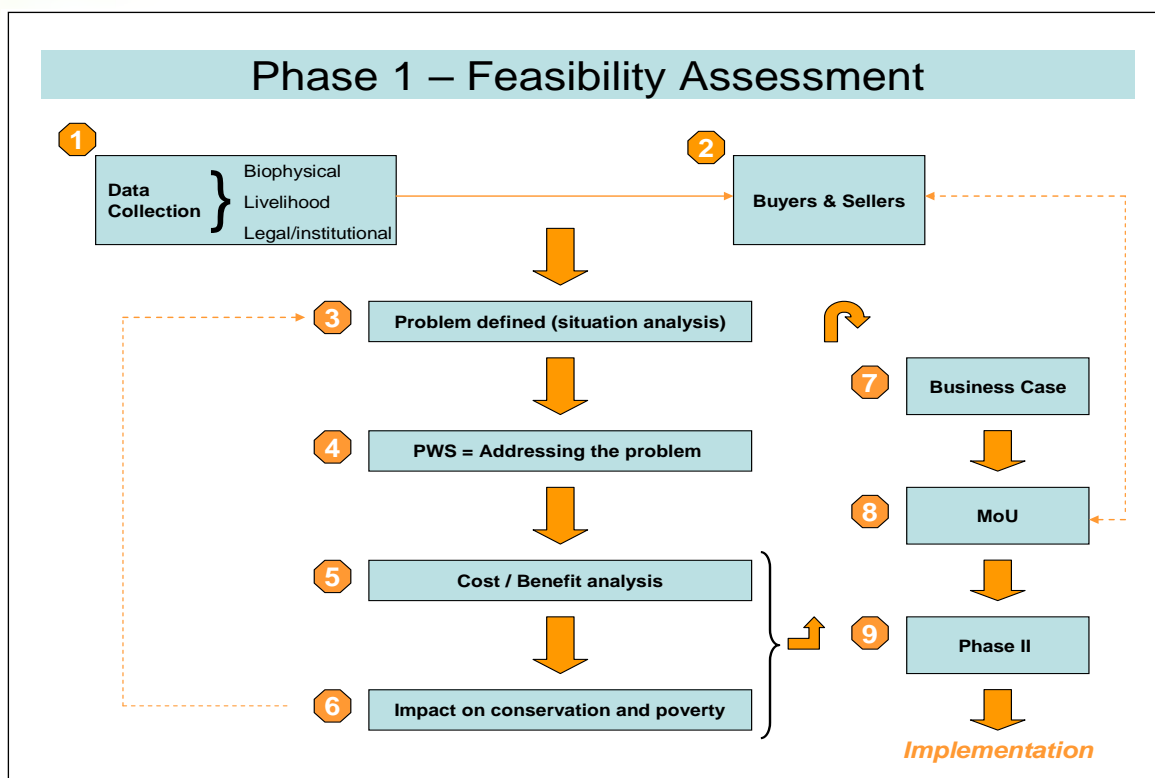 Phase 1 – Feasibility Assessment
1
Data
Collection
Biophysical
Livelihood
Legal/institutional
2
Buyers & Sellers
3
Problem defined (situation analysis)
4
PWS = Addressing the problem
5
Cost / Benefit analysis
6
Impact on conservation and poverty
7
Business Case
8
MoU
9
Phase II
Implementation